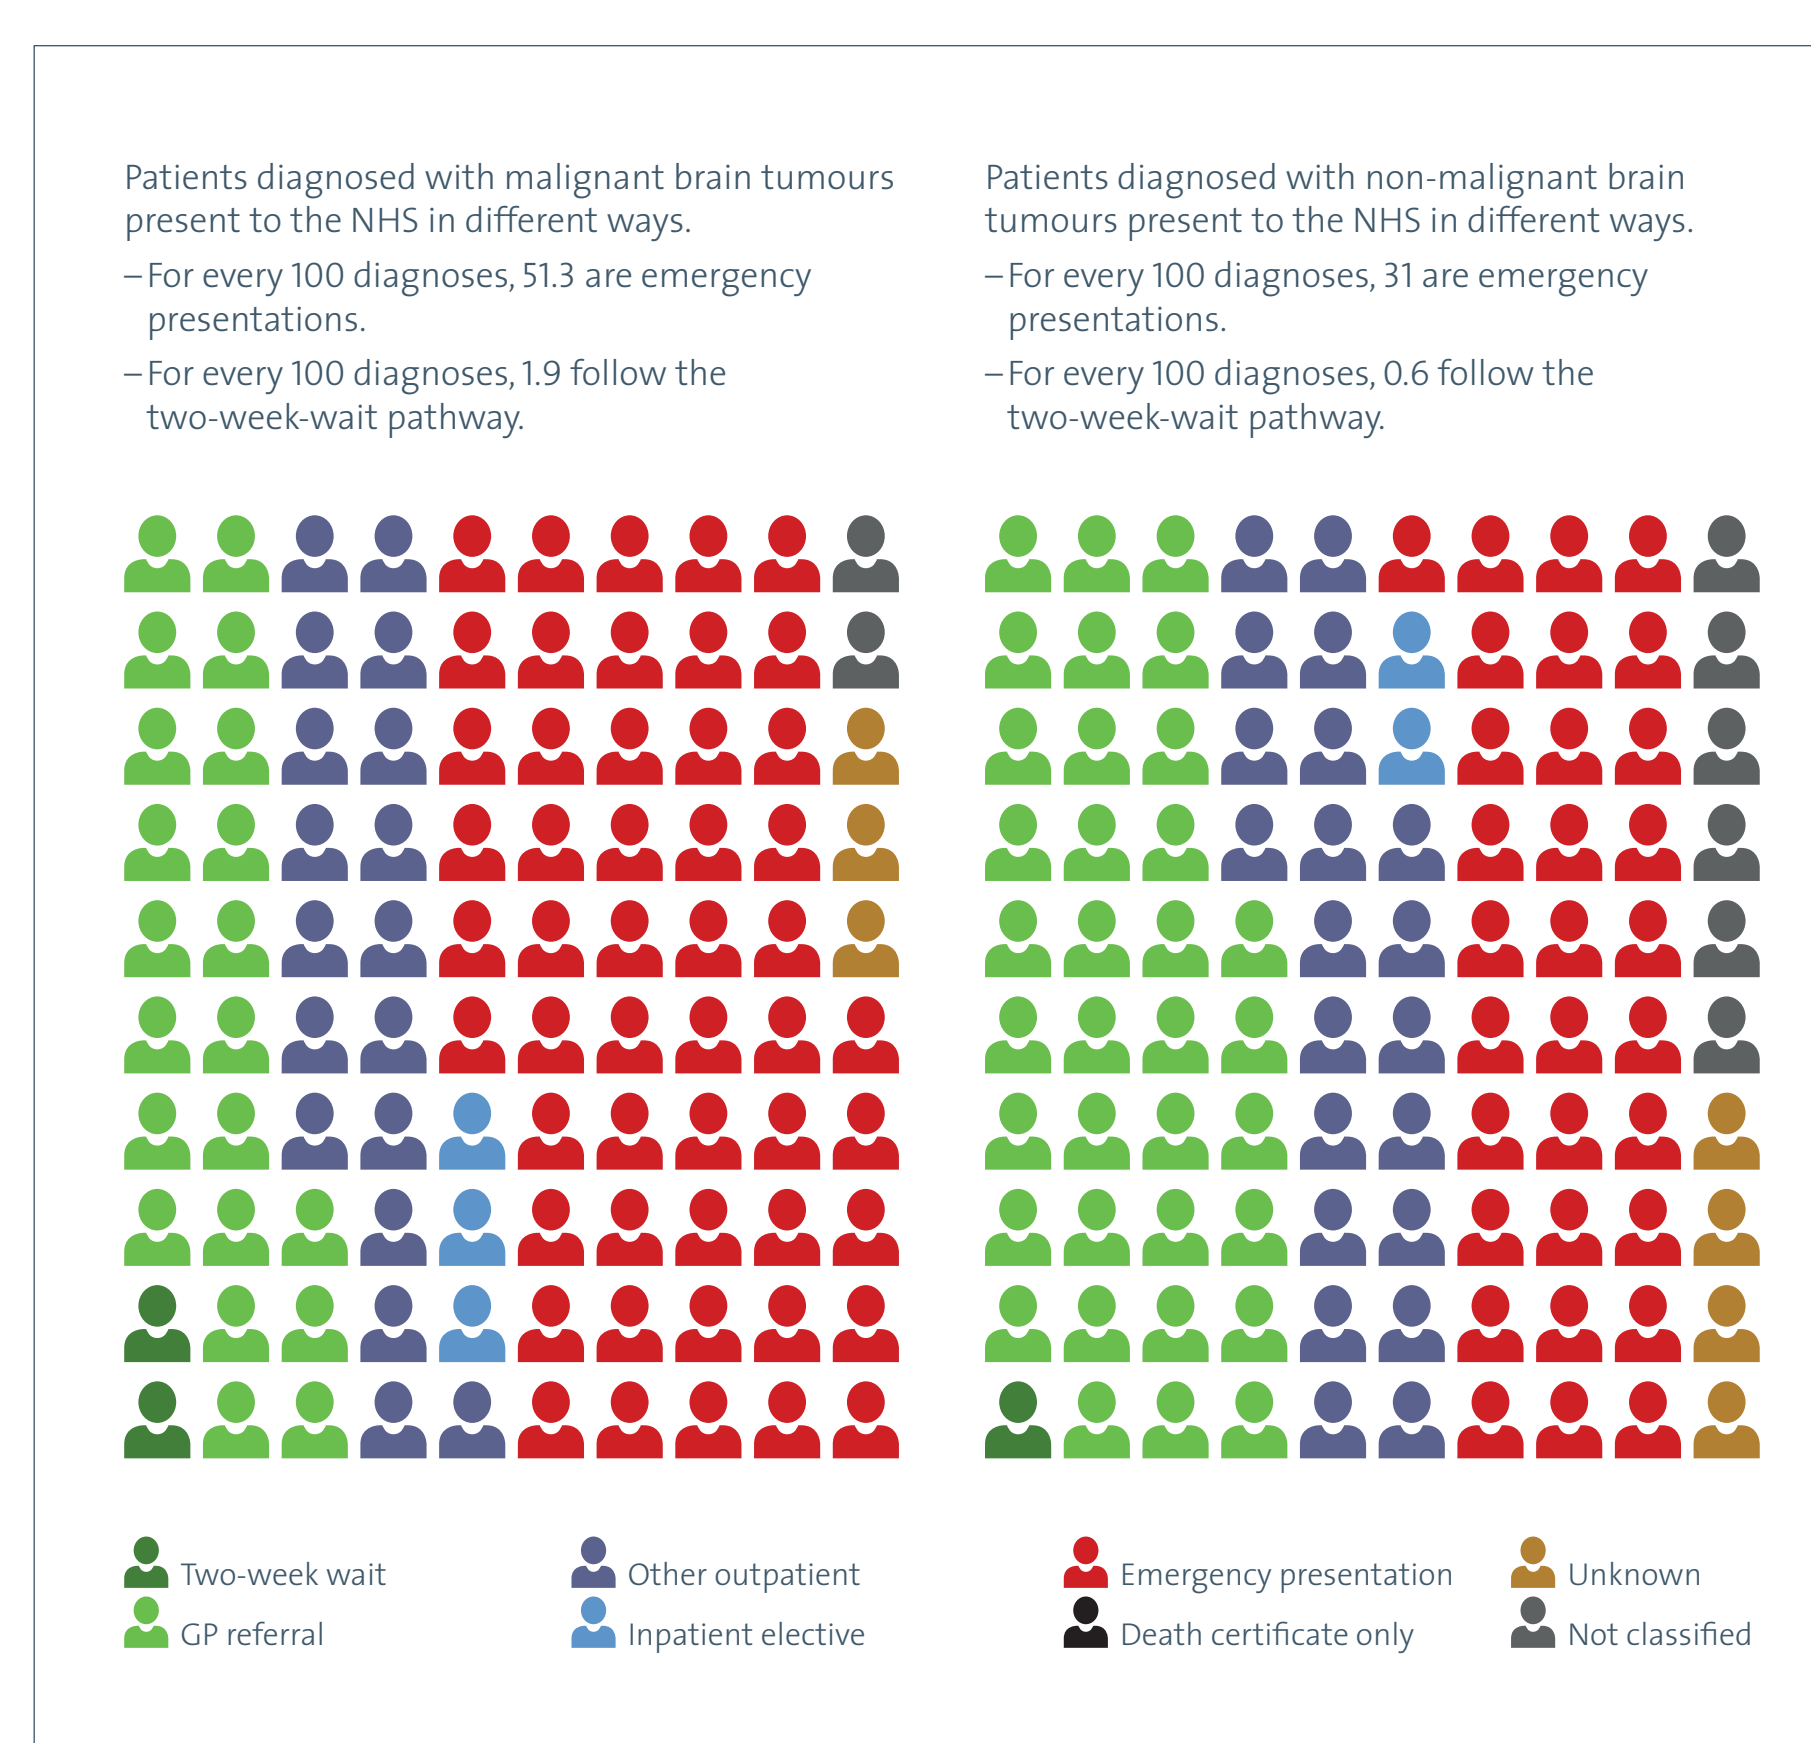 Patients diagnosed with malignant brain tumours
present to the NHS in different ways.
– For every 100 diagnoses, 51.3 are emergency
presentations.
– For every 100 diagnoses, 1.9 follow the
two-week-wait pathway.
Patients diagnosed with non-malignant brain
tumours present to the NHS in different ways.
– For every 100 diagnoses, 31 are emergency
presentations.
– For every 100 diagnoses, 0.6 follow the
two-week-wait pathway.
Two-week wait
GP referral
Other outpatient
Inpatient elective
Emergency presentation
Death certificate only
Unknown
Not classified